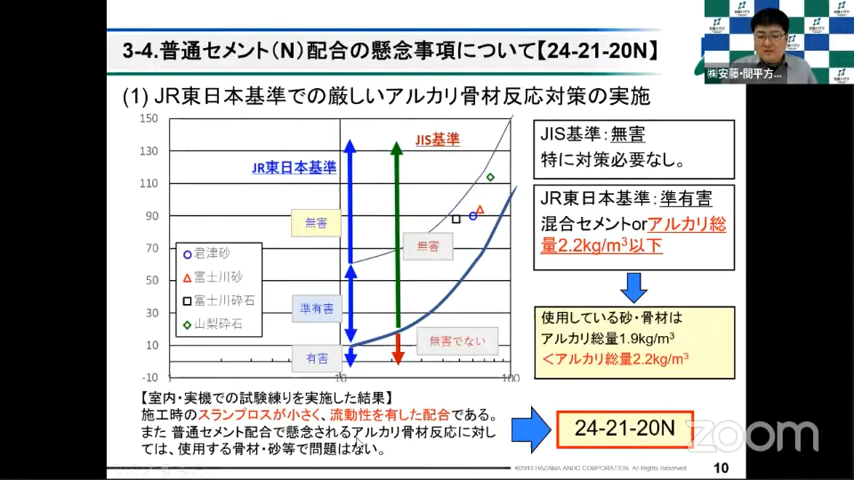 3-4.普通セメント(N)配合の懸念事項について【24-21-20N】
㈱安藤・間平方...
(1) JR東日本基準での厳しいアルカリ骨材反応対策の実施
150
130
110
90
70
50
30
10
-10
1
10
100
JR東日本基準
JIS基準
無害
無害
準有害
有害
無害でない
君津砂
富士川砂
富士川砕石
山梨砕石
JIS基準:無害
特に対策必要なし。
JR東日本基準:準有害
混合セメントorアルカリ総
量2.2kg/m³以下
使用している砂・骨材は
アルカリ総量1.9kg/m³
<アルカリ総量2.2kg/m³
【室内・実機での試験練りを実施した結果】
施工時のスランプロスが小さく、流動性を有した配合である。
また 普通セメント配合で懸念されるアルカリ骨材反応に対し
ては、使用する骨材・砂等で問題はない。
24-21-20N
zoom
HAZAMA ANDO CORPORATION. All Rights Reserved.
10